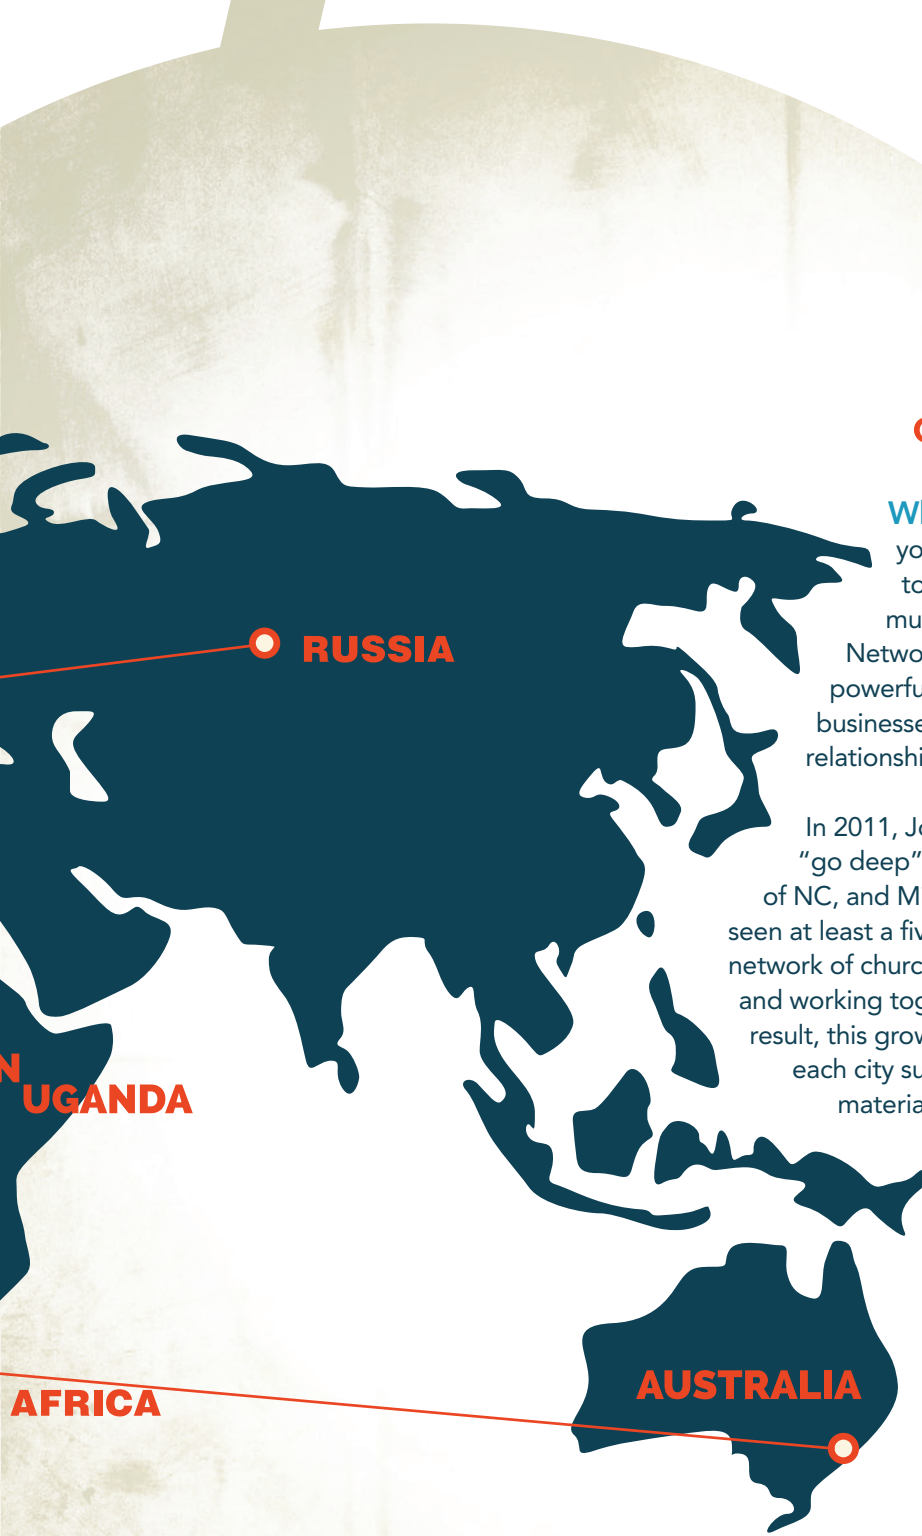 RUSSIA
yo
to
mu
Netwo
powerfu
businesse
relationshi
In 2011, Jo
“go deep”
of NC, and M
seen at least a fiv
network of churc
and working tog
result, this grow
each city su
materia
N
UGANDA
AUSTRALIA
AFRICA